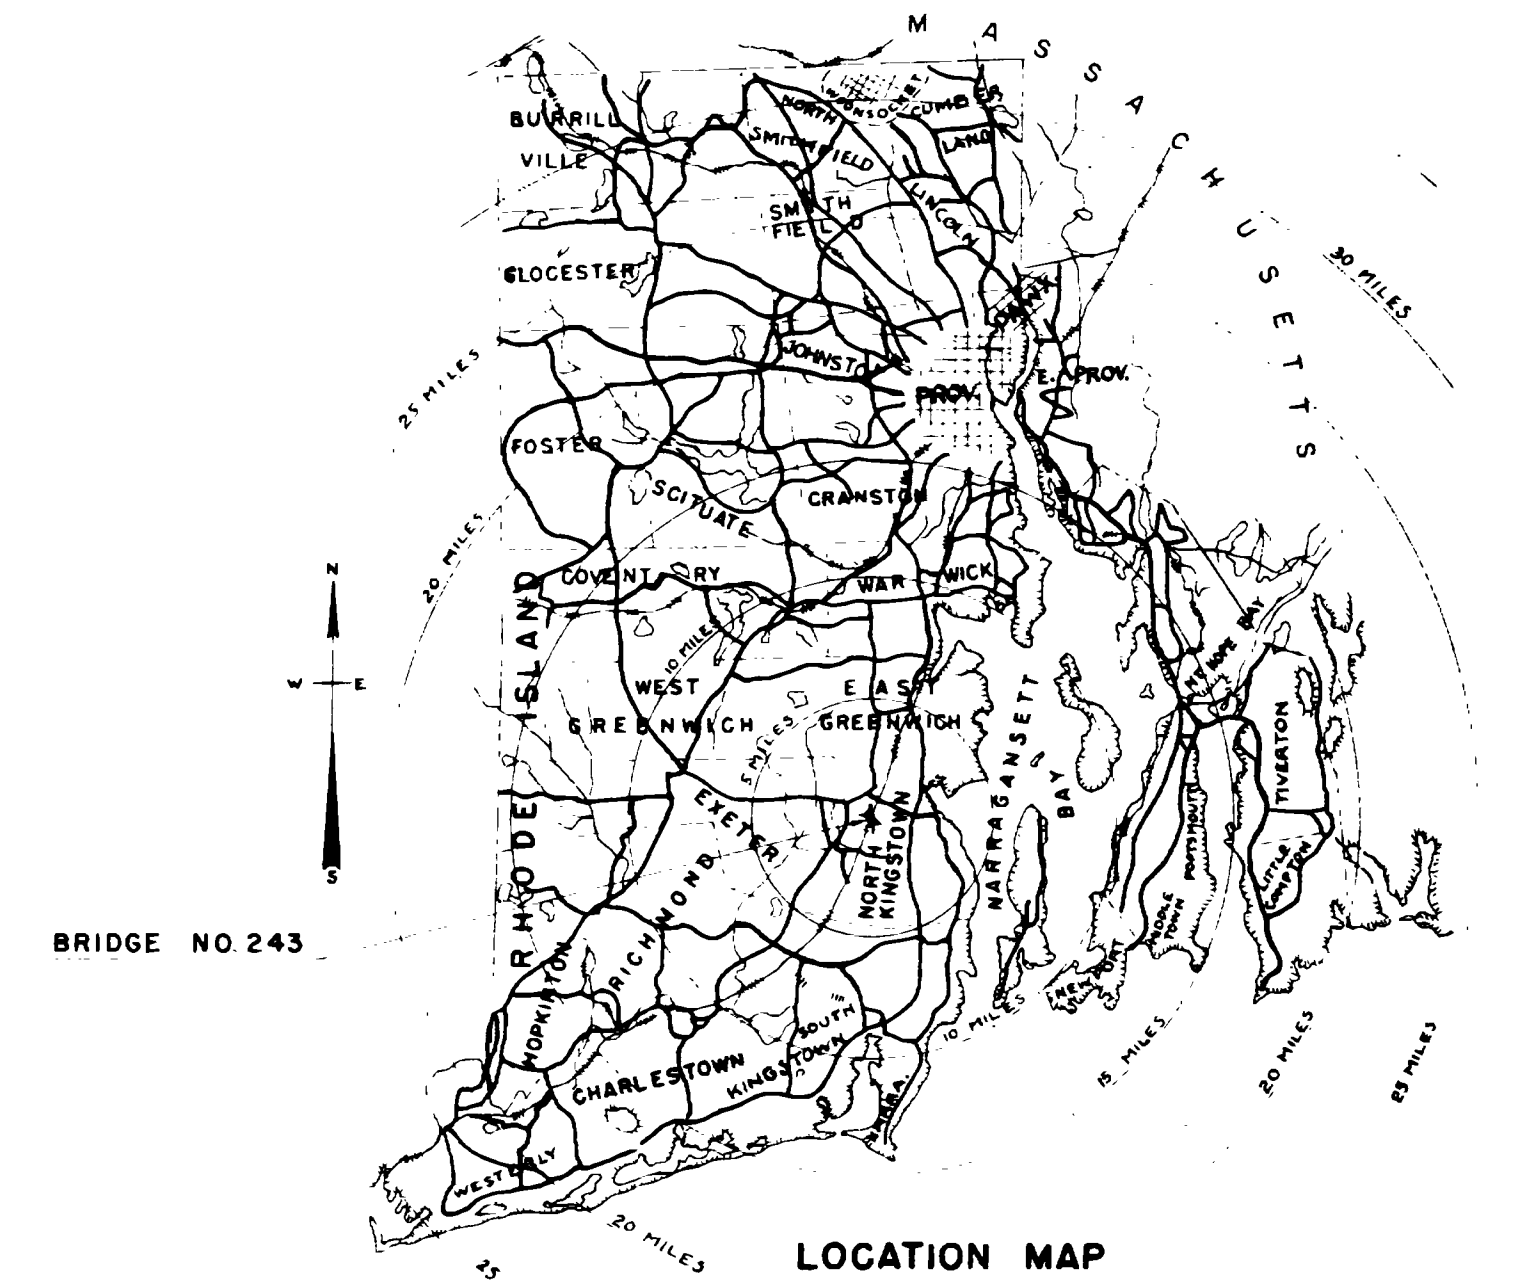 MASSACHUSETTS
BURRILL
VILLE
NORTH
SMITHFIELD
WOONSOCKET
CUMBER
LAND
LINCOLN
SMITH
FIELD
GLOCESTER
30 MILES
JOHNSTON
PROV.
E. PROV.
25 MILES
FOSTER
SCITUATE
CRANSTON
20 MILES
COVENTRY
WAR WICK
N
W E
S
RHODE ISLAND
10 MILES
WEST
GREENWICH
EAST
GREENWICH
5 MILES
NARRAGANSETT
BAY
MT HOPE BAY
TIVERTON
PORTSMOUTH
LITTLE
COMPTON
MIDDLE
TOWN
NEWPORT
EXETER
NORTH
KINGSTOWN
RICHMOND
HOPKINTON
BRIDGE NO. 243
CHARLESTOWN
SOUTH
KINGSTOWN
NARRA.
WESTERLY
10 MILES
15 MILES
20 MILES
25 MILES
20 MILES
25
LOCATION MAP